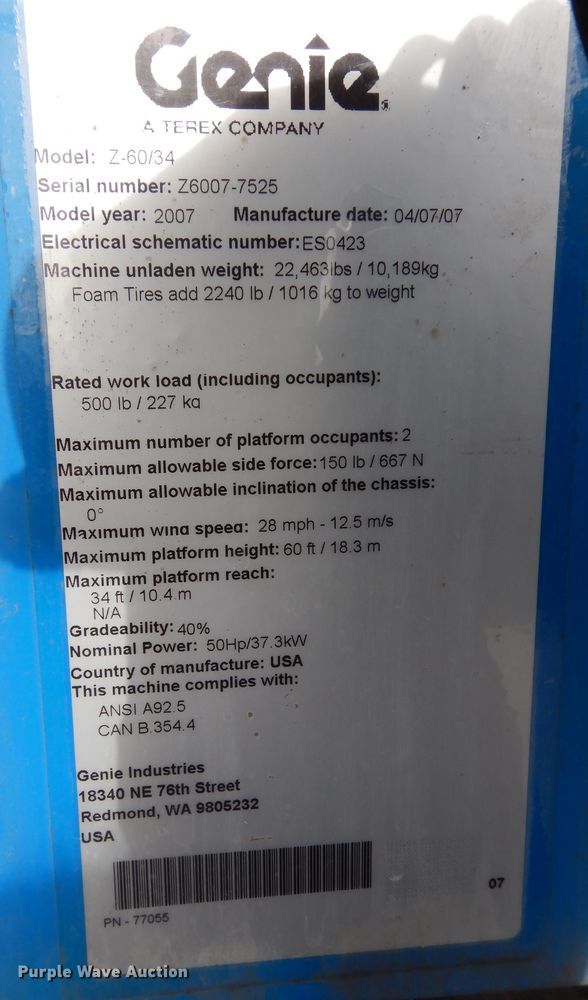 Genie.
A TEREX COMPANY
Model: Z-60/34
Serial number: Z6007-7525
Model year: 2007 Manufacture date: 04/07/07
Electrical schematic number: ES0423
Machine unladen weight: 22,463lbs / 10,189kg
Foam Tires add 2240 lb / 1016 kg to weight
Rated work load (including occupants):
500 lb / 227 kg
Maximum number of platform occupants: 2
Maximum allowable side force: 150 lb / 667 N
Maximum allowable inclination of the chassis:
0°
Maximum wind speed: 28 mph - 12.5 m/s
Maximum platform height: 60 ft / 18.3 m
Maximum platform reach:
34 ft / 10.4 m
N/A
Gradeability: 40%
Nominal Power: 50Hp/37.3kW
Country of manufacture: USA
This machine complies with:
ANSI A92.5
CAN B.354.4
Genie Industries
18340 NE 76th Street
Redmond, WA 9805232
USA
PN - 77055
07
Purple Wave Auction